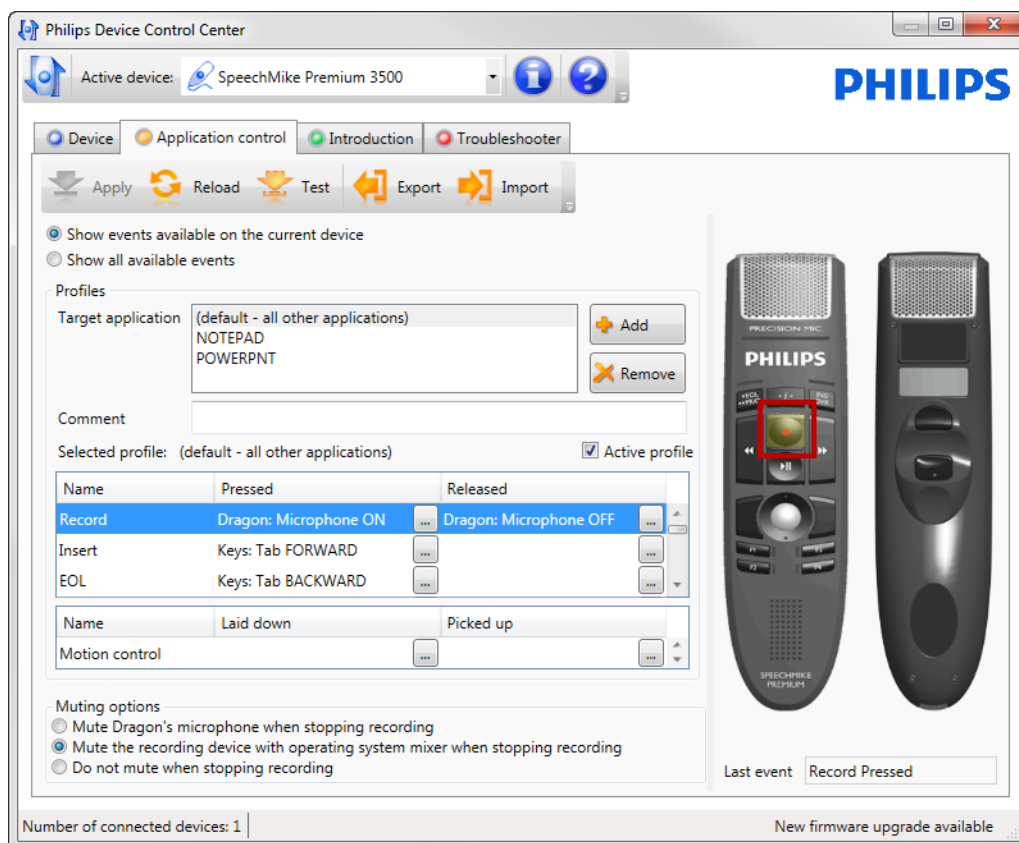 Philips Device Control Center
Active device: SpeechMike Premium 3500
PHILIPS
Device Application control Introduction Troubleshooter
Apply Reload Test Export Import
Show events available on the current device
Show all available events
Profiles
Target application (default - all other applications)
NOTEPAD
POWERPNT
Add
Remove
Comment
Selected profile: (default - all other applications) Active profile
Name Pressed Released
Record Dragon: Microphone ON ... Dragon: Microphone OFF ...
Insert Keys: Tab FORWARD ... ...
EOL Keys: Tab BACKWARD ... ...
Name Laid down Picked up
Motion control ... ...
Muting options
Mute Dragon's microphone when stopping recording
Mute the recording device with operating system mixer when stopping recording
Do not mute when stopping recording
PRECISION MIC
PHILIPS
F1 F3
F2 F4
SPEECHMIKE
PREMIUM
Last event Record Pressed
Number of connected devices: 1 New firmware upgrade available